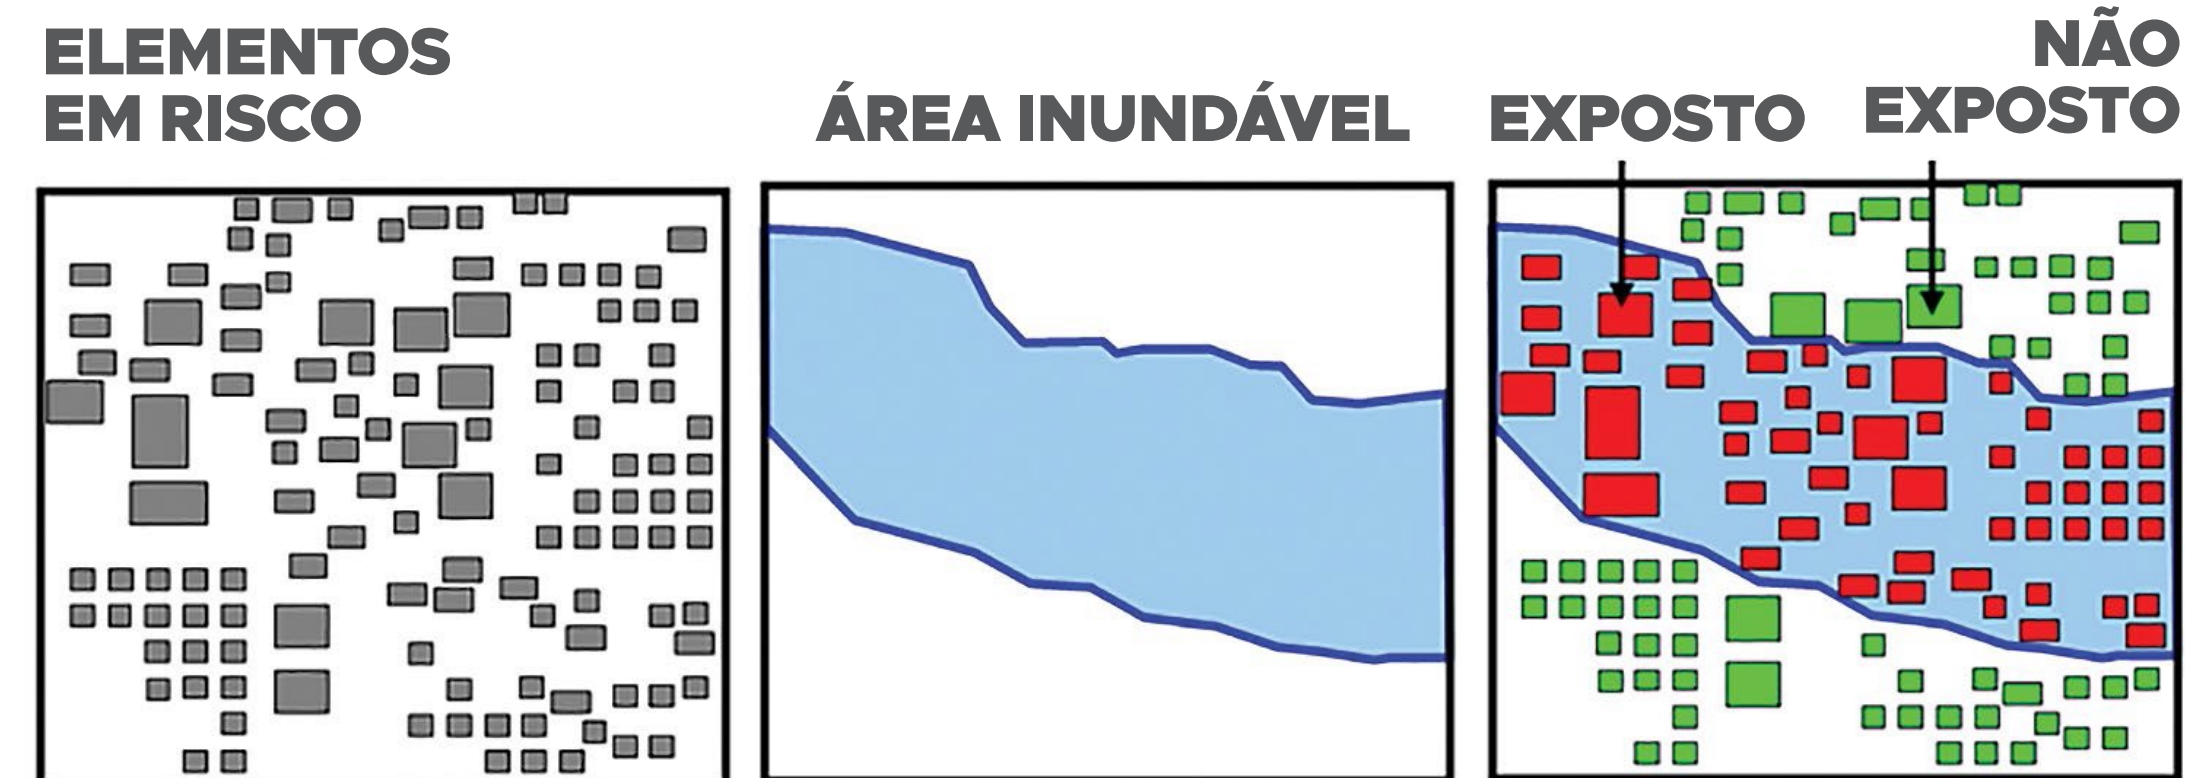 ELEMENTOS
EM RISCO
ÁREA INUNDÁVEL
EXPOSTO
NÃO
EXPOSTO